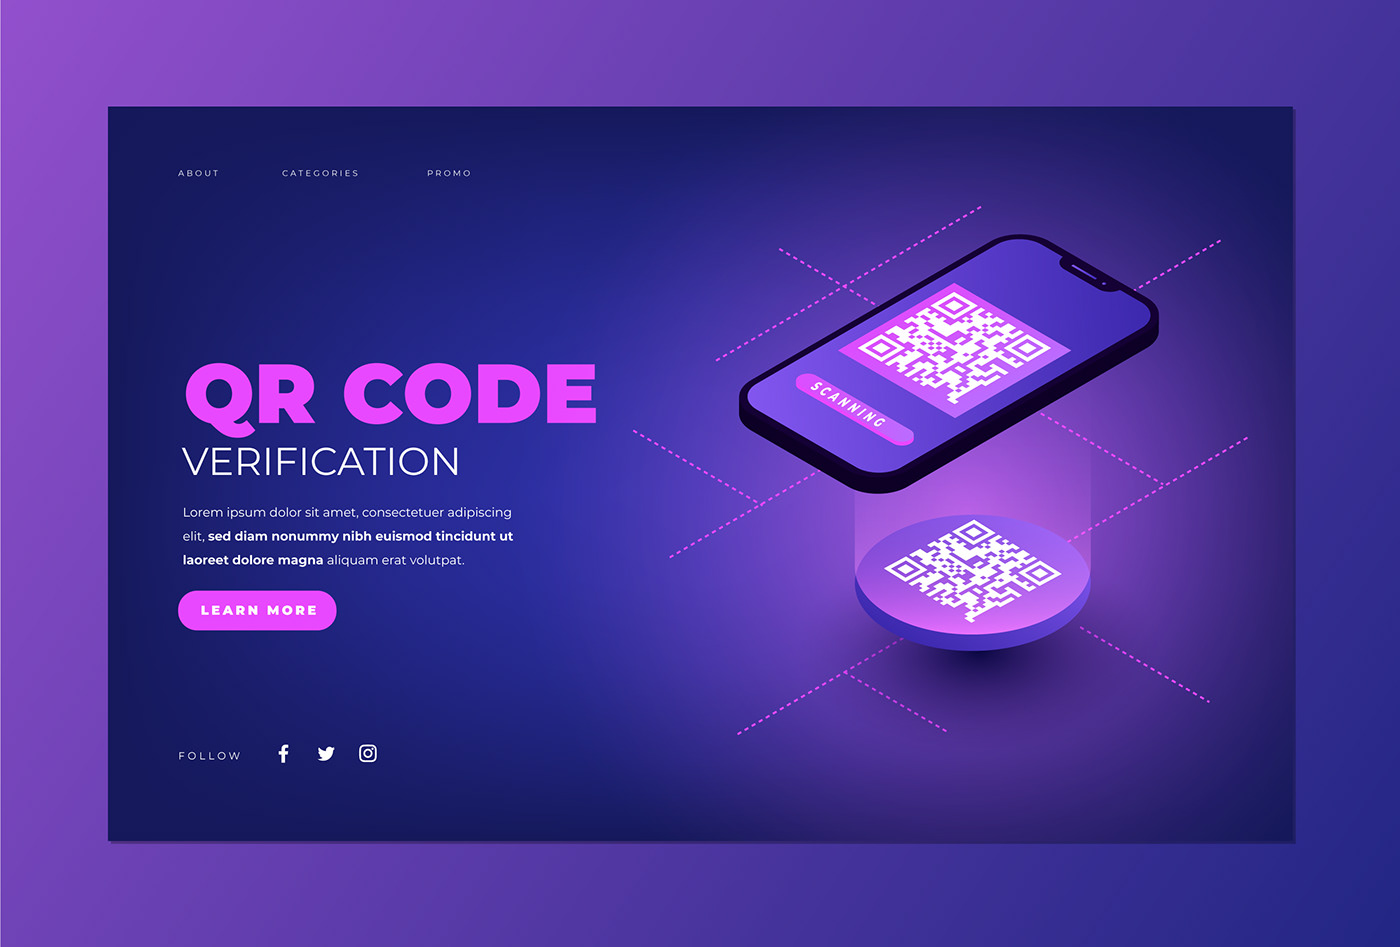 ABOUT CATEGORIES PROMO
QR CODE
VERIFICATION
Lorem ipsum dolor sit amet, consectetuer adipiscing
elit, sed diam nonummy nibh euismod tincidunt ut
laoreet dolore magna aliquam erat volutpat.
LEARN MORE
FOLLOW
SCANNING